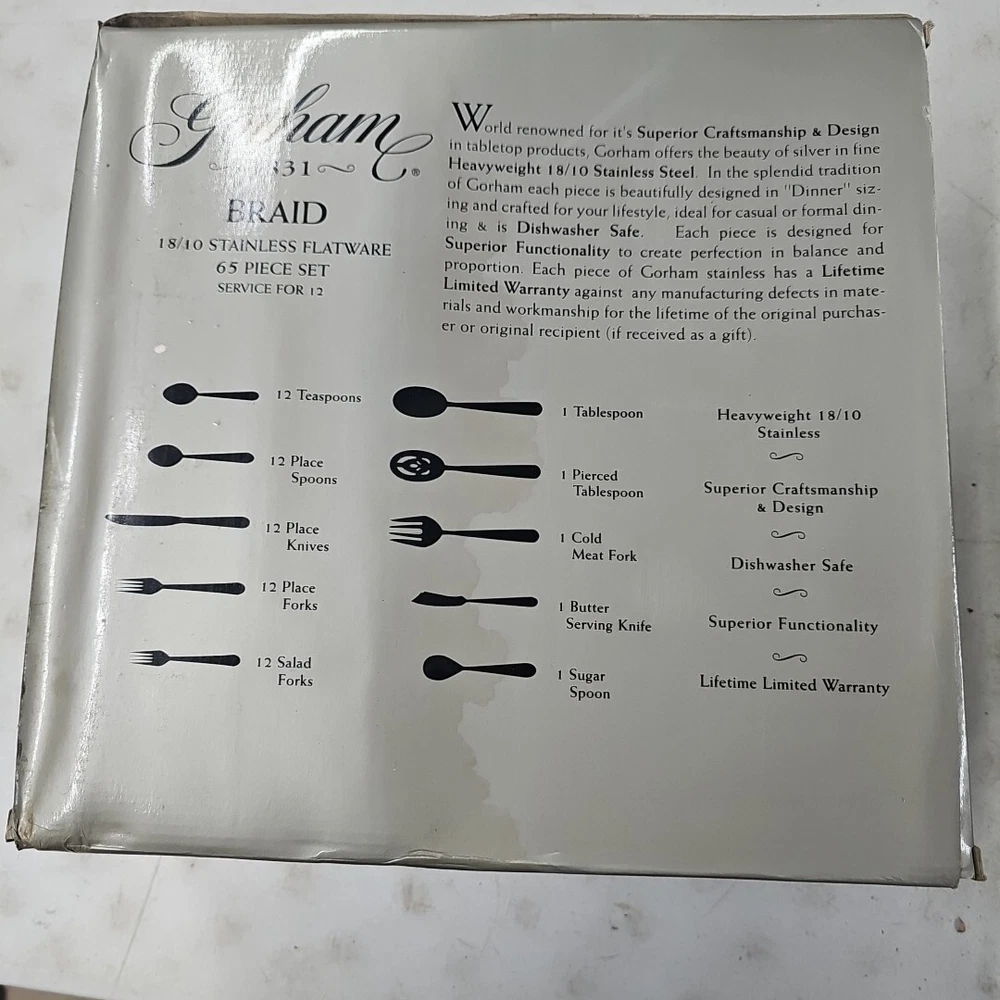 Gorham ®
31
BRAID
18/10 STAINLESS FLATWARE
65 PIECE SET
SERVICE FOR 12
World renowned for it's Superior Craftsmanship & Design
in tabletop products, Gorham offers the beauty of silver in fine
Heavyweight 18/10 Stainless Steel. In the splendid tradition
of Gorham each piece is beautifully designed in "Dinner" siz-
ing and crafted for your lifestyle, ideal for casual or formal din-
ing & is Dishwasher Safe. Each piece is designed for
Superior Functionality to create perfection in balance and
proportion. Each piece of Gorham stainless has a Lifetime
Limited Warranty against any manufacturing defects in mate-
rials and workmanship for the lifetime of the original purchas-
er or original recipient (if received as a gift).
12 Teaspoons
12 Place
Spoons
12 Place
Knives
12 Place
Forks
12 Salad
Forks
1 Tablespoon
1 Pierced
Tablespoon
1 Cold
Meat Fork
1 Butter
Serving Knife
1 Sugar
Spoon
Heavyweight 18/10
Stainless
Superior Craftsmanship
& Design
Dishwasher Safe
Superior Functionality
Lifetime Limited Warranty